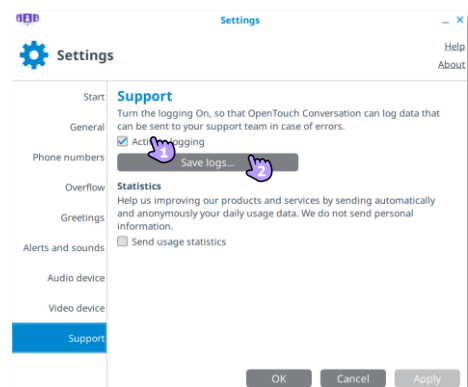 Settings
Settings
Help
About
Start
General
Phone numbers
Overflow
Greetings
Alerts and sounds
Audio device
Video device
Support
Support
Turn the logging On, so that OpenTouch Conversation can log data that
can be sent to your support team in case of errors.
logging
1
Save logs...
2
Statistics
Help us improving our products and services by sending automatically
and anonymously your daily usage data. We do not send personal
information.
Send usage statistics
OK
Cancel
Apply